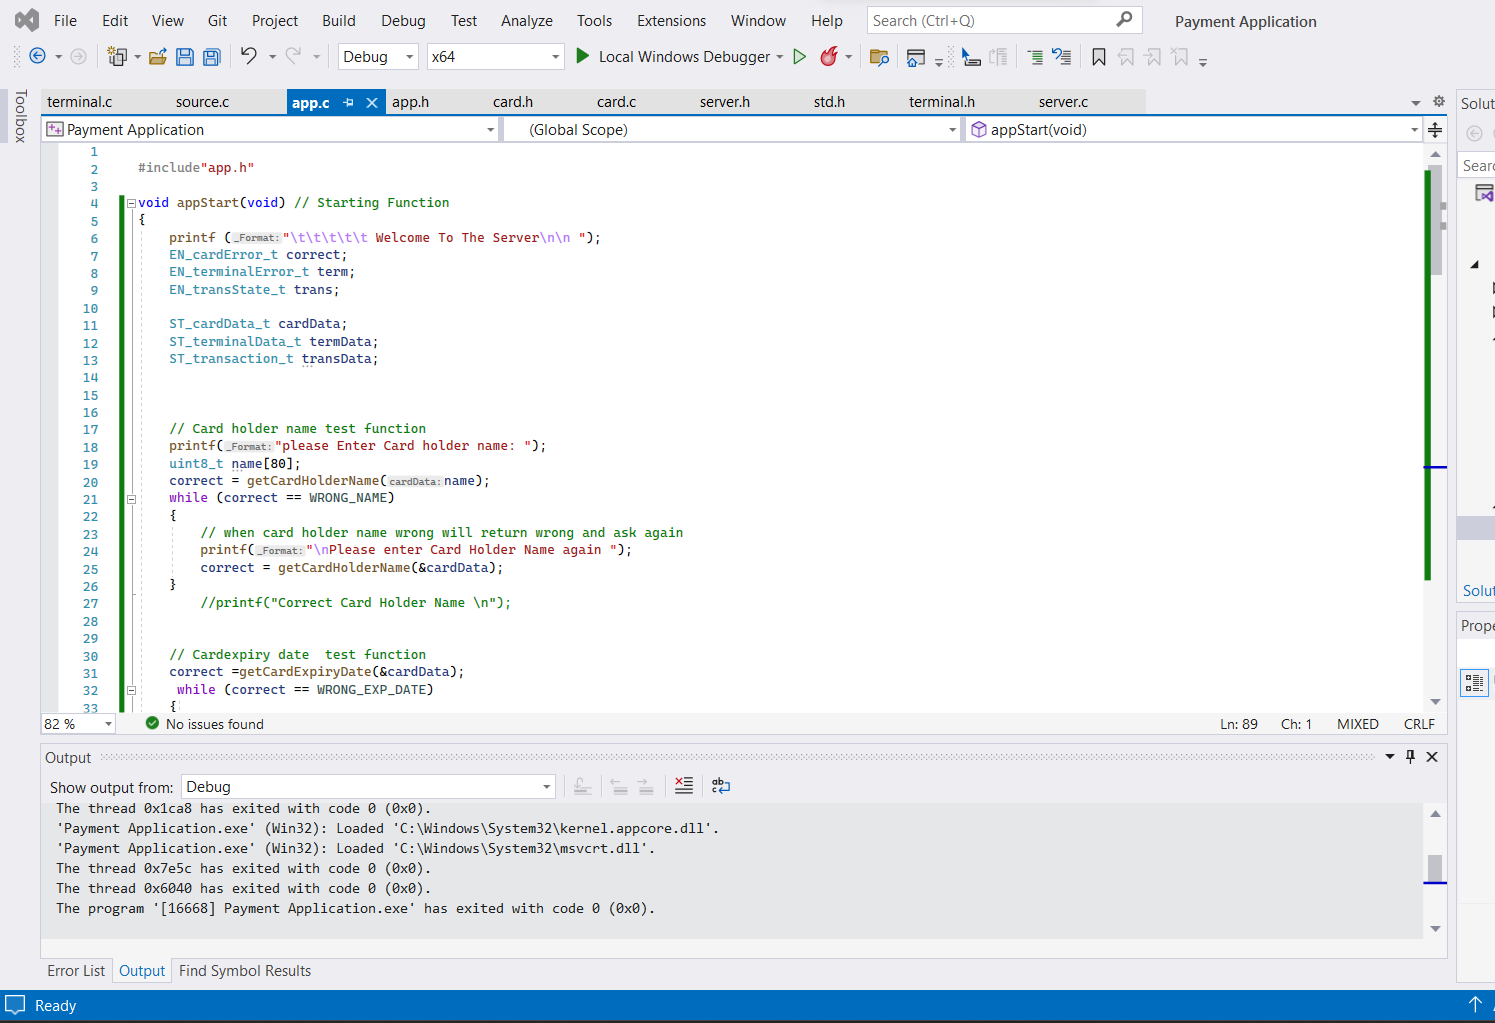 File Edit View Git Project Build Debug Test Analyze Tools Extensions Window Help Search (Ctrl+Q) Payment Application
Debug x64 Local Windows Debugger
Toolbox
terminal.c source.c app.c app.h card.h card.c server.h std.h terminal.h server.c
Payment Application (Global Scope) appStart(void)
1
2 #include"app.h"
3
4 void appStart(void) // Starting Function
5 {
6 printf (_Format:"\t\t\t\t\t Welcome To The Server\n\n ");
7 EN_cardError_t correct;
8 EN_terminalError_t term;
9 EN_transState_t trans;
10
11 ST_cardData_t cardData;
12 ST_terminalData_t termData;
13 ST_transaction_t transData;
14
15
16
17 // Card holder name test function
18 printf(_Format:"please Enter Card holder name: ");
19 uint8_t name[80];
20 correct = getCardHolderName(cardData:name);
21 while (correct == WRONG_NAME)
22 {
23 // when card holder name wrong will return wrong and ask again
24 printf(_Format:"\nPlease enter Card Holder Name again ");
25 correct = getCardHolderName(&cardData);
26 }
27 //printf("Correct Card Holder Name \n");
28
29
30 // Cardexpiry date  test function
31 correct =getCardExpiryDate(&cardData);
32 while (correct == WRONG_EXP_DATE)
33 {
82 % No issues found Ln: 89 Ch: 1 MIXED CRLF
Output
Show output from: Debug
The thread 0x1ca8 has exited with code 0 (0x0).
'Payment Application.exe' (Win32): Loaded 'C:\Windows\System32\kernel.appcore.dll'.
'Payment Application.exe' (Win32): Loaded 'C:\Windows\System32\msvcrt.dll'.
The thread 0x7e5c has exited with code 0 (0x0).
The thread 0x6040 has exited with code 0 (0x0).
The program '[16668] Payment Application.exe' has exited with code 0 (0x0).
Error List Output Find Symbol Results
Ready
Solut
Searc
Solut
Prope